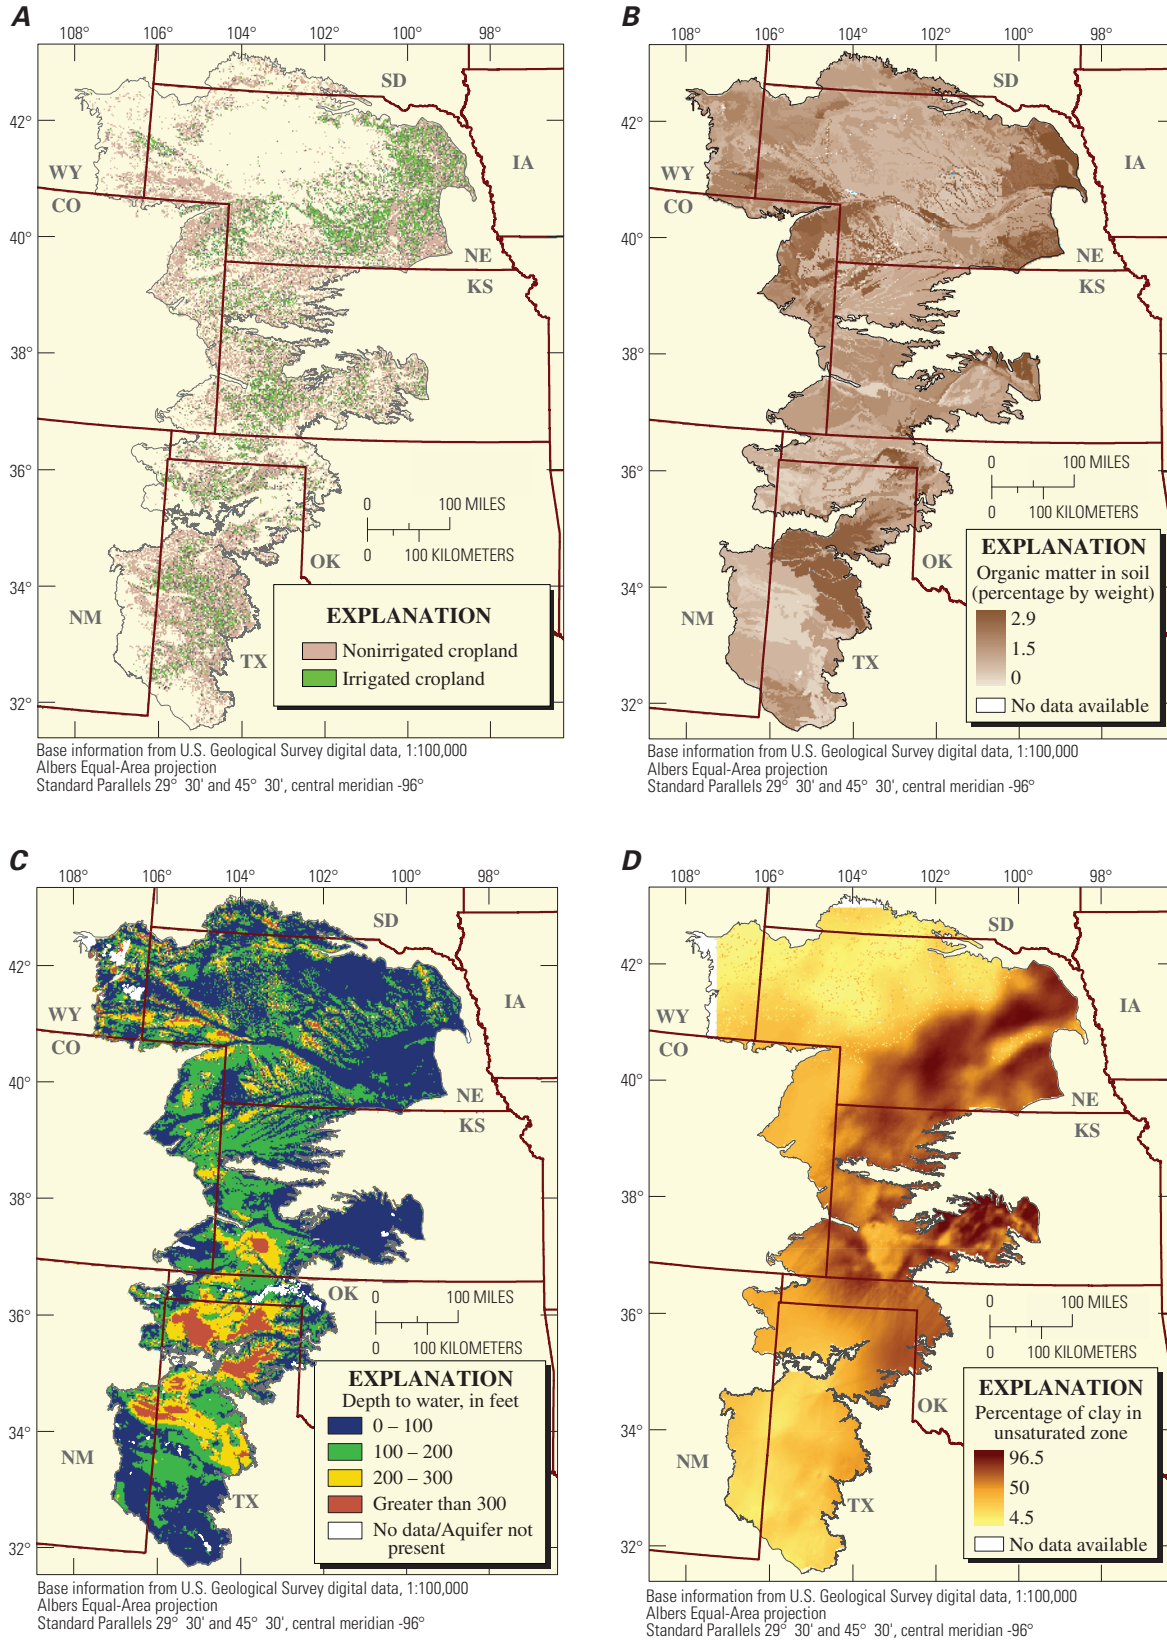 A
108° 106° 104° 102° 100° 98°
SD
42°
IA
WY
CO
40°
NE
KS
38°
36°
0 100 MILES
0 100 KILOMETERS
OK
34°
EXPLANATION
NM
Nonirrigated cropland
TX
Irrigated cropland
32°
Base information from U.S. Geological Survey digital data, 1:100,000
Albers Equal-Area projection
Standard Parallels 29° 30' and 45° 30', central meridian -96°
B
108° 106° 104° 102° 100° 98°
SD
42°
IA
WY
CO
40°
NE
KS
38°
36°
0 100 MILES
0 100 KILOMETERS
EXPLANATION
OK
Organic matter in soil
(percentage by weight)
34°
2.9
NM
1.5
TX
0
32°
No data available
Base information from U.S. Geological Survey digital data, 1:100,000
Albers Equal-Area projection
Standard Parallels 29° 30' and 45° 30', central meridian -96°
C
108° 106° 104° 102° 100° 98°
SD
42°
IA
WY
CO
40°
NE
KS
38°
36°
OK
0 100 MILES
0 100 KILOMETERS
EXPLANATION
Depth to water, in feet
0 – 100
34°
100 – 200
NM
200 – 300
TX
Greater than 300
No data/Aquifer not
present
32°
Base information from U.S. Geological Survey digital data, 1:100,000
Albers Equal-Area projection
Standard Parallels 29° 30' and 45° 30', central meridian -96°
D
108° 106° 104° 102° 100° 98°
SD
42°
IA
WY
CO
40°
NE
KS
38°
36°
0 100 MILES
0 100 KILOMETERS
EXPLANATION
OK
Percentage of clay in
unsaturated zone
34°
96.5
NM
50
TX
4.5
No data available
32°
Base information from U.S. Geological Survey digital data, 1:100,000
Albers Equal-Area projection
Standard Parallels 29° 30' and 45° 30', central meridian -96°